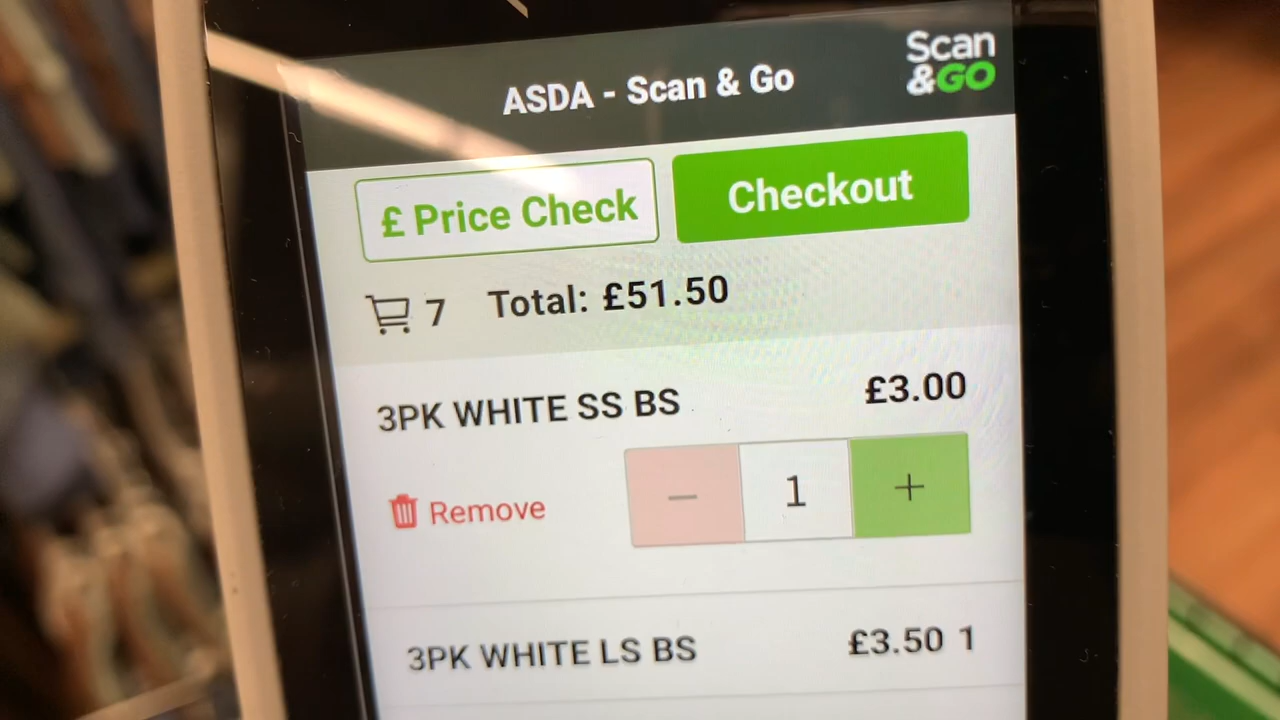 ASDA - Scan & Go
Scan
&GO
£ Price Check
Checkout
7 Total: £51.50
3PK WHITE SS BS £3.00
Remove − 1 +
3PK WHITE LS BS £3.50 1